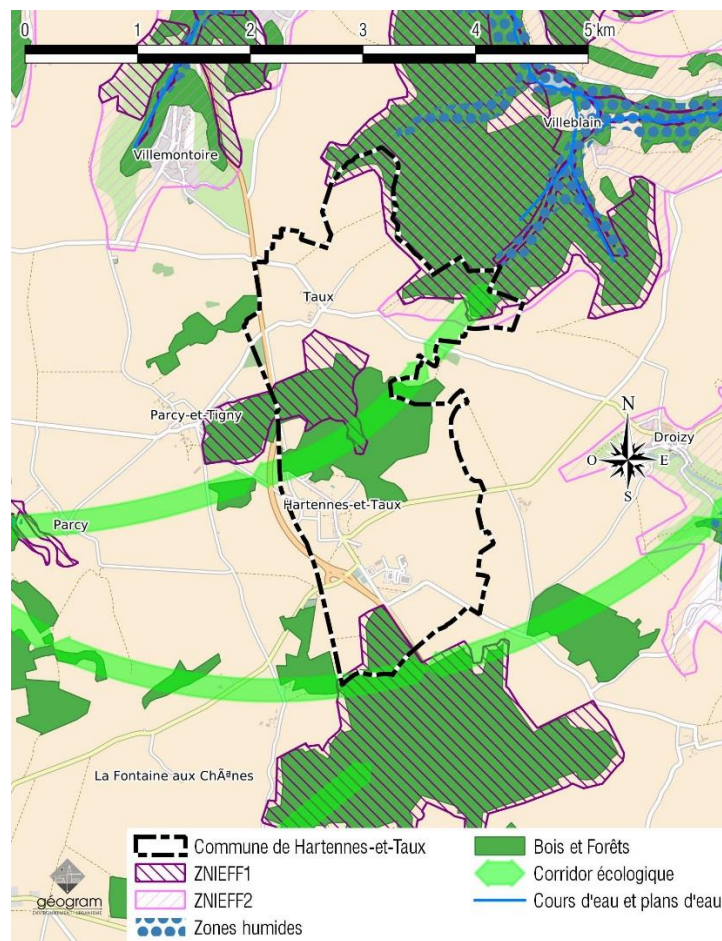 0 1 2 3 4 5 km
Villemontoire
Villeblain
Taux
Parcy-et-Tigny
N
O E
S
Droizy
Hartennes-et-Taux
Parcy
La Fontaine aux ChÃªnes
Commune de Hartennes-et-Taux
ZNIEFF1
ZNIEFF2
Zones humides
Bois et Forêts
Corridor écologique
Cours d'eau et plans d'eau
géogram
ENVIRONNEMENT URBANISME